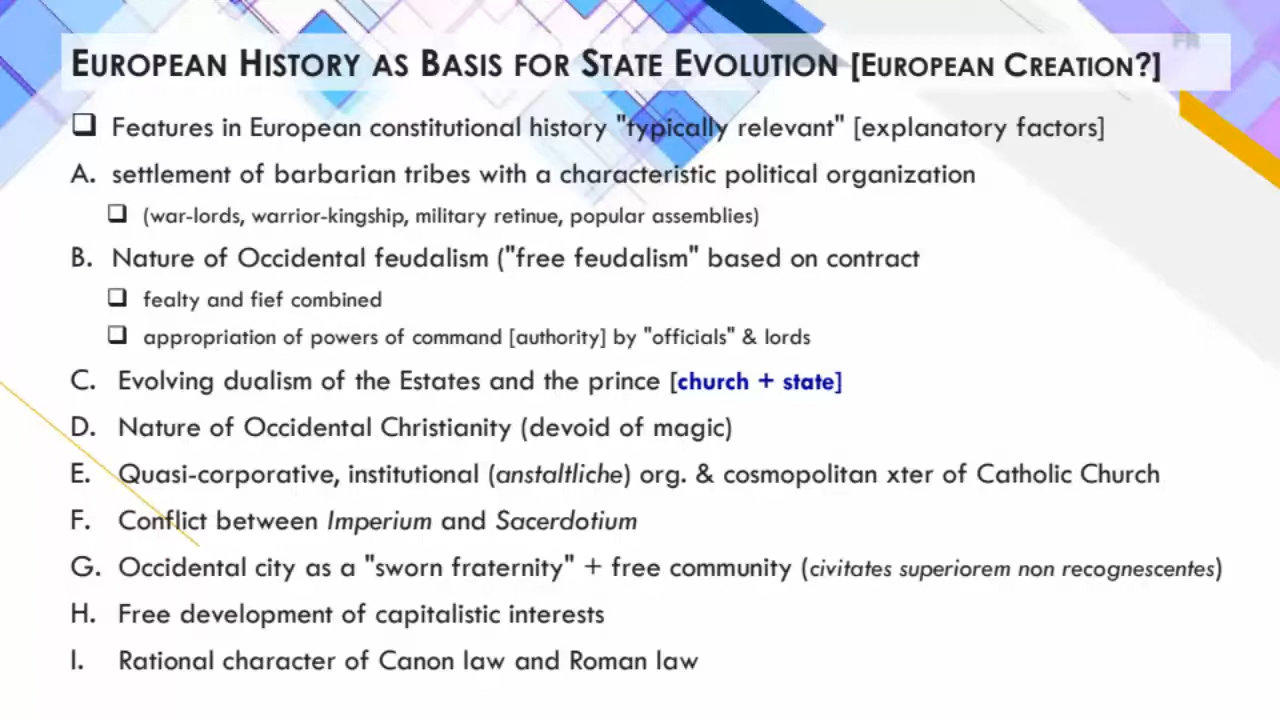 EUROPEAN HISTORY AS BASIS FOR STATE EVOLUTION [EUROPEAN CREATION?]
FR
❑ Features in European constitutional history "typically relevant" [explanatory factors]
A. settlement of barbarian tribes with a characteristic political organization
❑ (war-lords, warrior-kingship, military retinue, popular assemblies)
B. Nature of Occidental feudalism ("free feudalism" based on contract
❑ fealty and fief combined
❑ appropriation of powers of command [authority] by "officials" & lords
C. Evolving dualism of the Estates and the prince [church + state]
D. Nature of Occidental Christianity (devoid of magic)
E. Quasi-corporative, institutional (anstaltliche) org. & cosmopolitan xter of Catholic Church
F. Conflict between Imperium and Sacerdotium
G. Occidental city as a "sworn fraternity" + free community (civitates superiorem non recognescentes)
H. Free development of capitalistic interests
I. Rational character of Canon law and Roman law